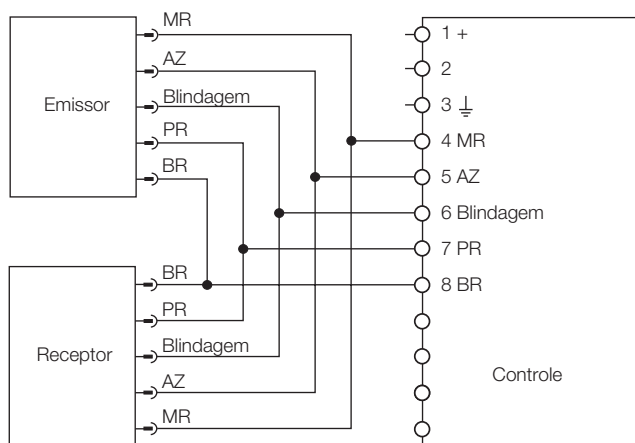 MR
AZ
Emissor
Blindagem
PR
BR
BR
PR
Receptor
Blindagem
AZ
MR
1 +
2
3 ⏚
4 MR
5 AZ
6 Blindagem
7 PR
8 BR
Controle